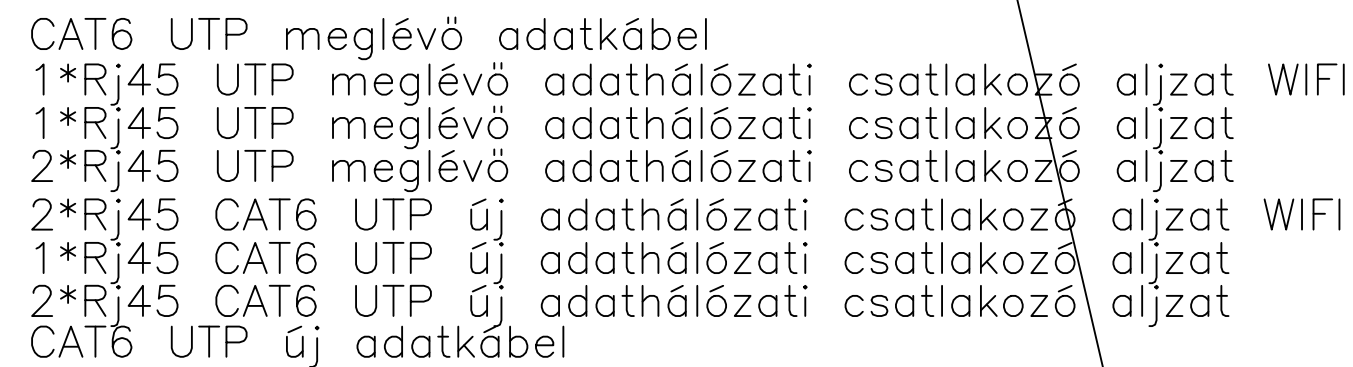 CAT6 UTP meglévö adatkábel
1*Rj45 UTP meglévö adathálózati csatlakozó aljzat WIFI
1*Rj45 UTP meglévö adathálózati csatlakozó aljzat
2*Rj45 UTP meglévö adathálózati csatlakozó aljzat
2*Rj45 CAT6 UTP új adathálózati csatlakozó aljzat WIFI
1*Rj45 CAT6 UTP új adathálózati csatlakozó aljzat
2*Rj45 CAT6 UTP új adathálózati csatlakozó aljzat
CAT6 UTP új adatkábel